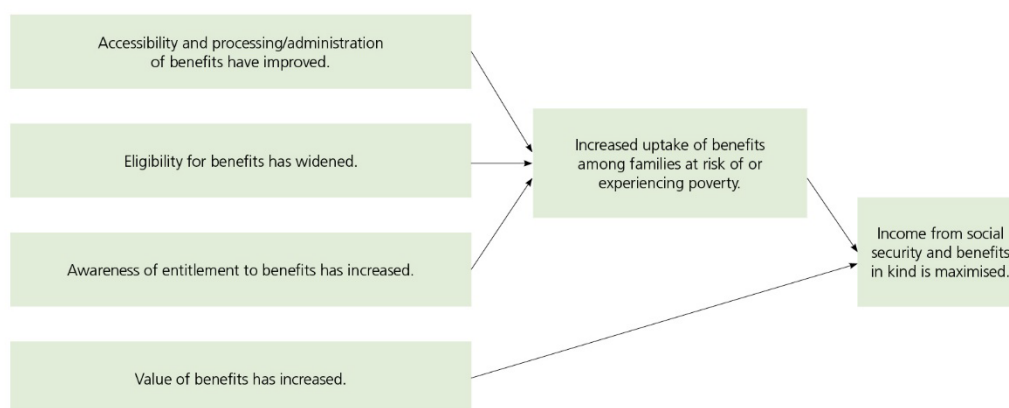 Accessibility and processing/administration
of benefits have improved.
Eligibility for benefits has widened.
Awareness of entitlement to benefits has increased.
Value of benefits has increased.
Increased uptake of benefits
among families at risk of or
experiencing poverty.
Income from social
security and benefits
in kind is maximised.